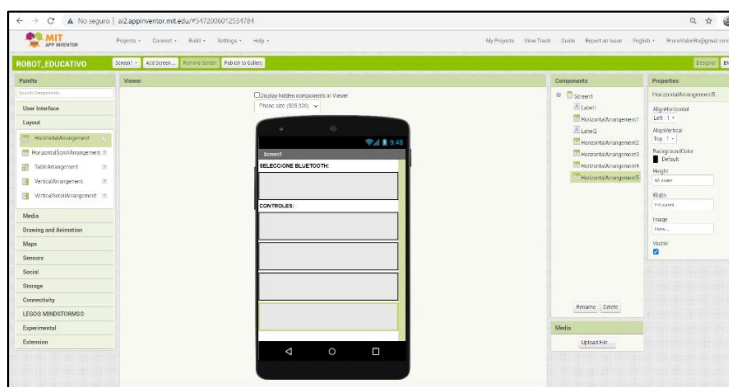 No seguro | ai2.appinventor.mit.edu/#5472006012534784
MIT
APP INVENTOR
Projects Connect Build Settings Help My Projects View Trash Guide Report an Issue English
ROBOT_EDUCATIVO Screen1 Add Screen ... Remove Screen Publish to Gallery Designer
Palette Viewer Components Properties
Search Components...
User Interface
Layout
HorizontalArrangement
HorizontalScrollArrangement
TableArrangement
VerticalArrangement
VerticalScrollArrangement
Media
Drawing and Animation
Maps
Sensors
Social
Storage
Connectivity
LEGO® MINDSTORMS®
Experimental
Extension
Display hidden components in Viewer
Phone size
9:48
Screen1
SELECCIONE BLUETOOTH:
CONTROLES:
Screen1
Label1
HorizontalArrangement1
Label2
HorizontalArrangement2
HorizontalArrangement3
HorizontalArrangement4
HorizontalArrangement5
Rename Delete
Media
Upload File ...
HorizontalArrangement5
AlignHorizontal
Left : 1
AlignVertical
Top : 1
BackgroundColor
Default
Height
Width
Image
None...
Visible